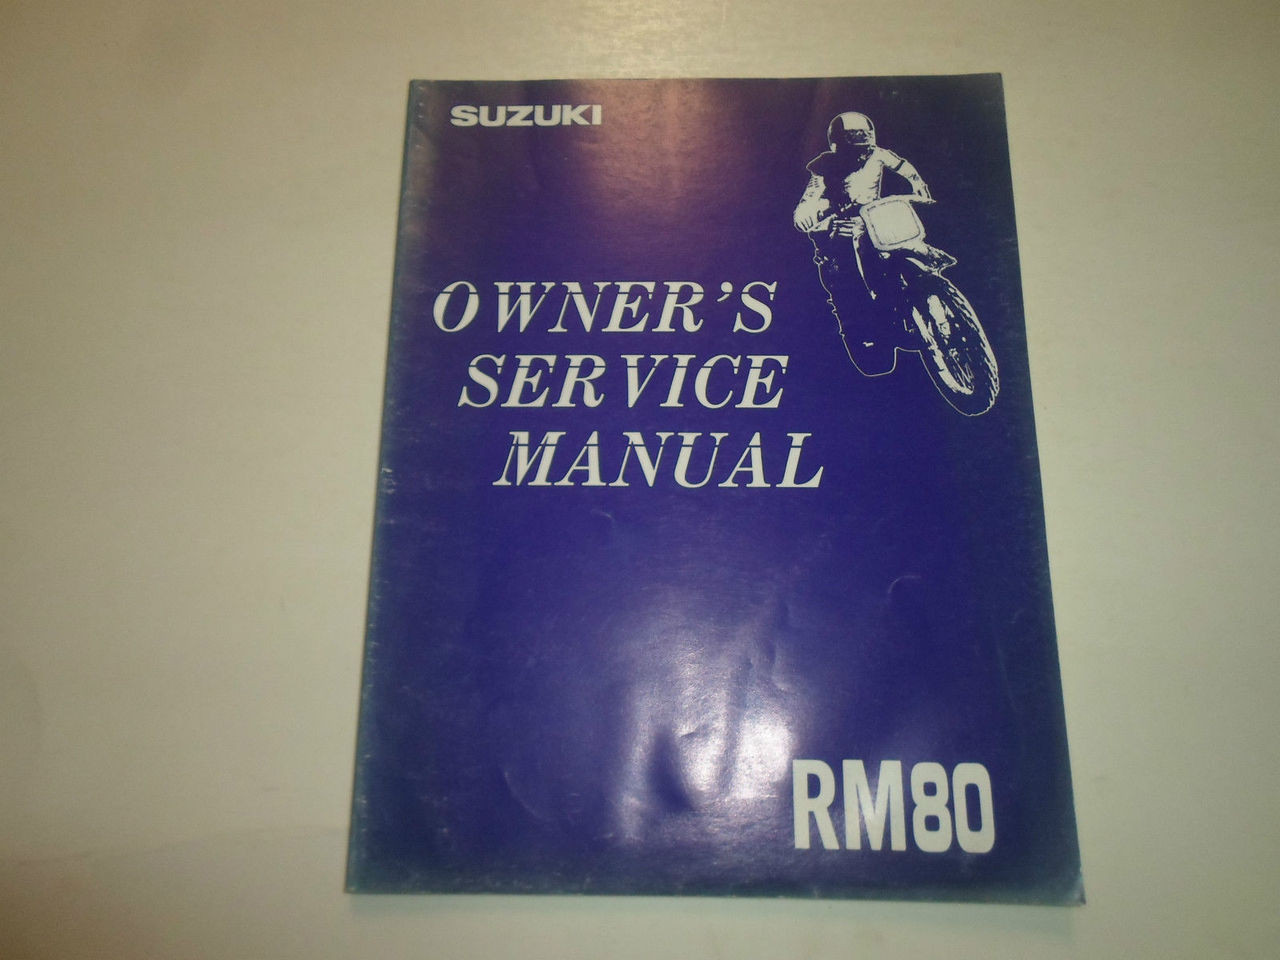 SUZUKI
OWNER'S
SERVICE
MANUAL
RM80